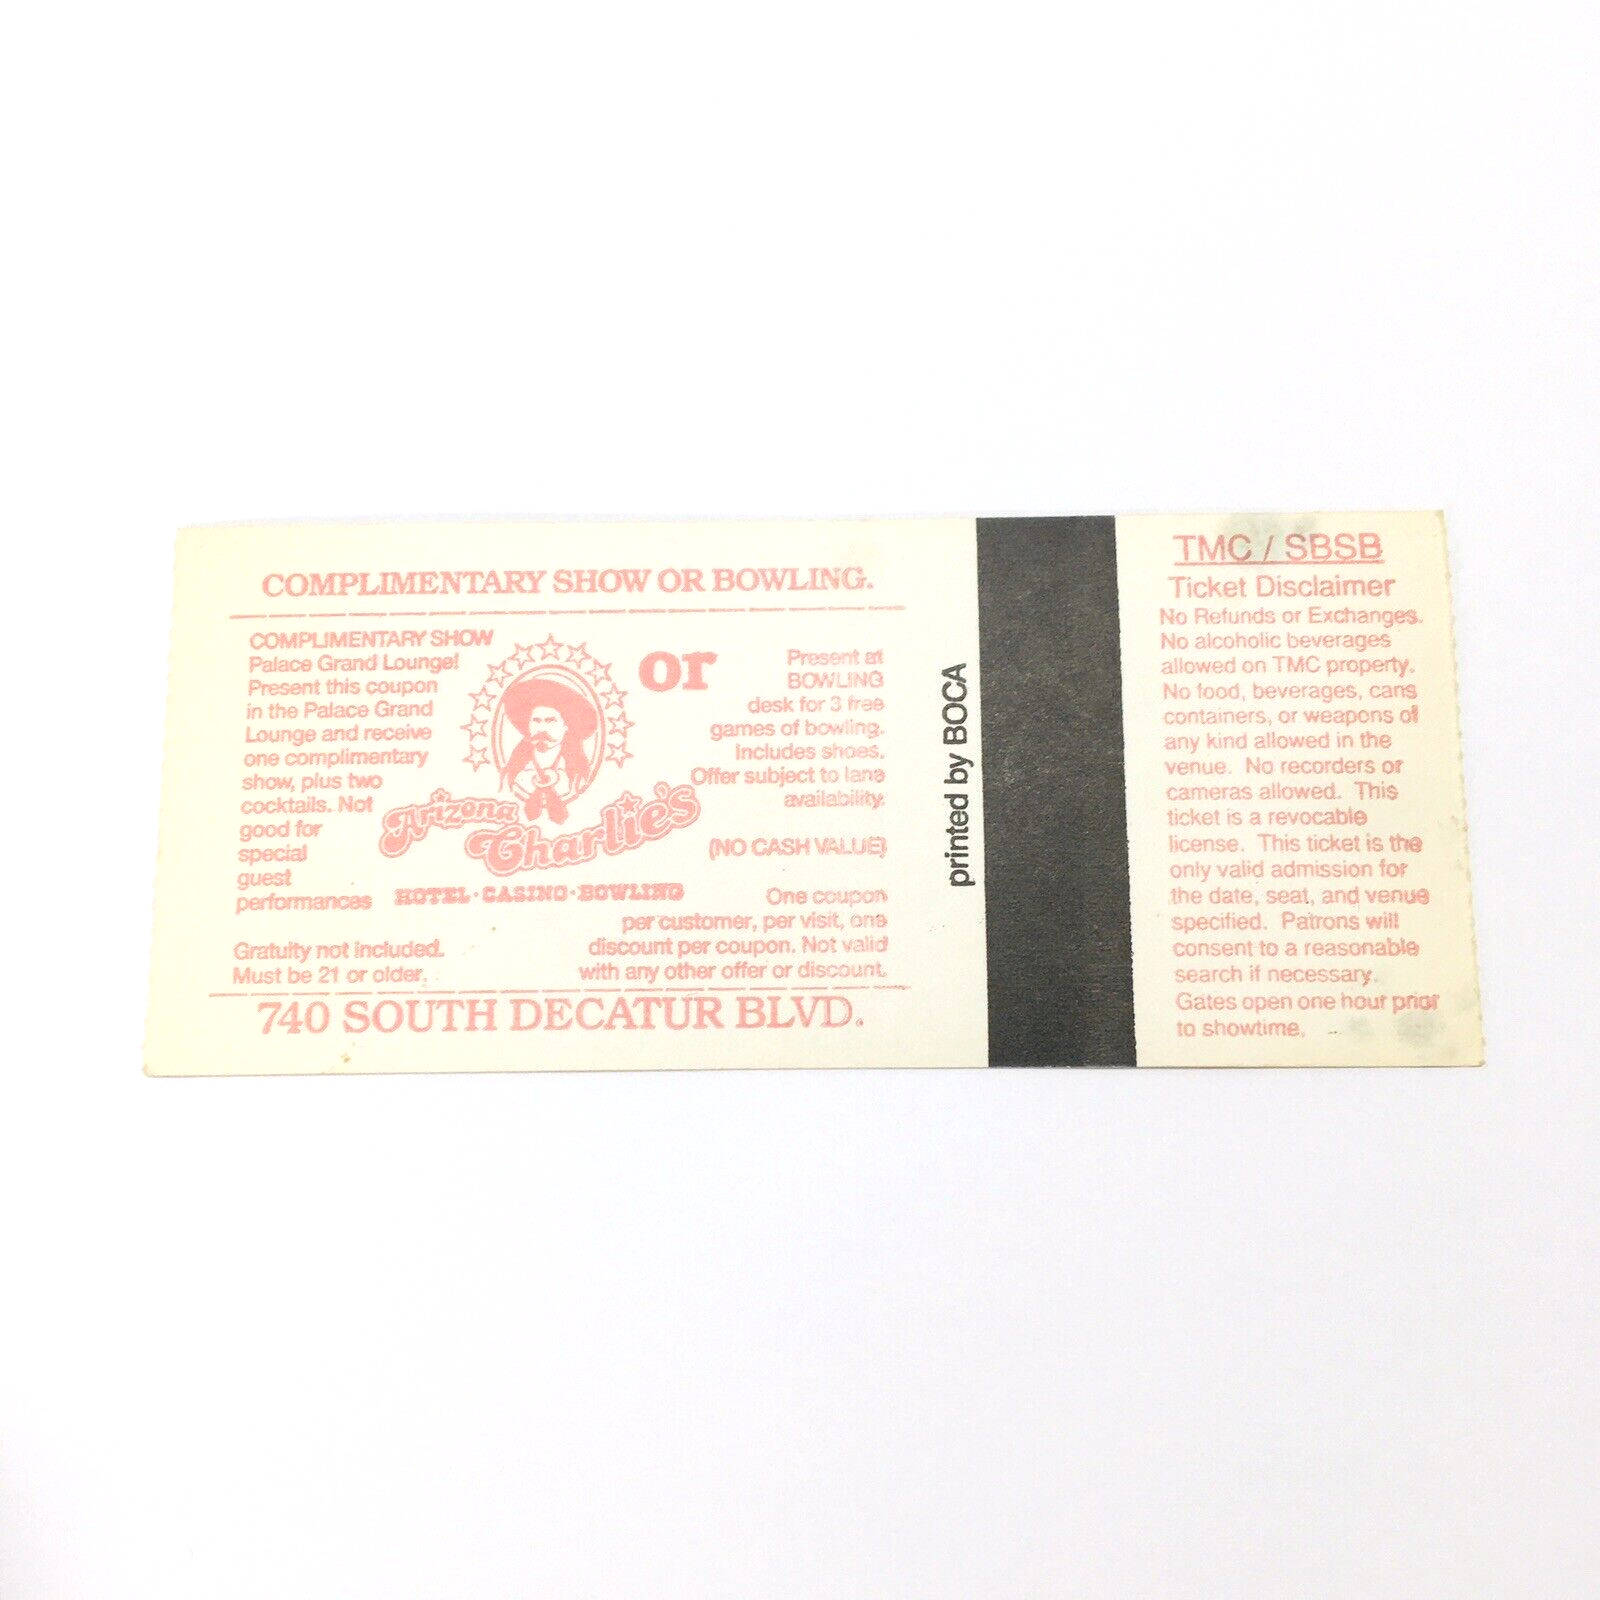 COMPLIMENTARY SHOW OR BOWLING.
COMPLIMENTARY SHOW
Palace Grand Lounge!
Present this coupon
in the Palace Grand
Lounge and receive
one complimentary
show, plus two
cocktails. Not
good for
special
guest
performances
Gratuity not included.
Must be 21 or older.
Arizona
Charlie's
HOTEL · CASINO · BOWLING
or
Present at
BOWLING
desk for 3 free
games of bowling.
Includes shoes.
Offer subject to lane
availability.
(NO CASH VALUE)
One coupon
per customer, per visit, one
discount per coupon. Not valid
with any other offer or discount.
740 SOUTH DECATUR BLVD.
printed by BOCA
TMC / SBSB
Ticket Disclaimer
No Refunds or Exchanges.
No alcoholic beverages
allowed on TMC property.
No food, beverages, cans
containers, or weapons of
any kind allowed in the
venue. No recorders or
cameras allowed. This
ticket is a revocable
license. This ticket is the
only valid admission for
the date, seat, and venue
specified. Patrons will
consent to a reasonable
search if necessary.
Gates open one hour prior
to showtime.